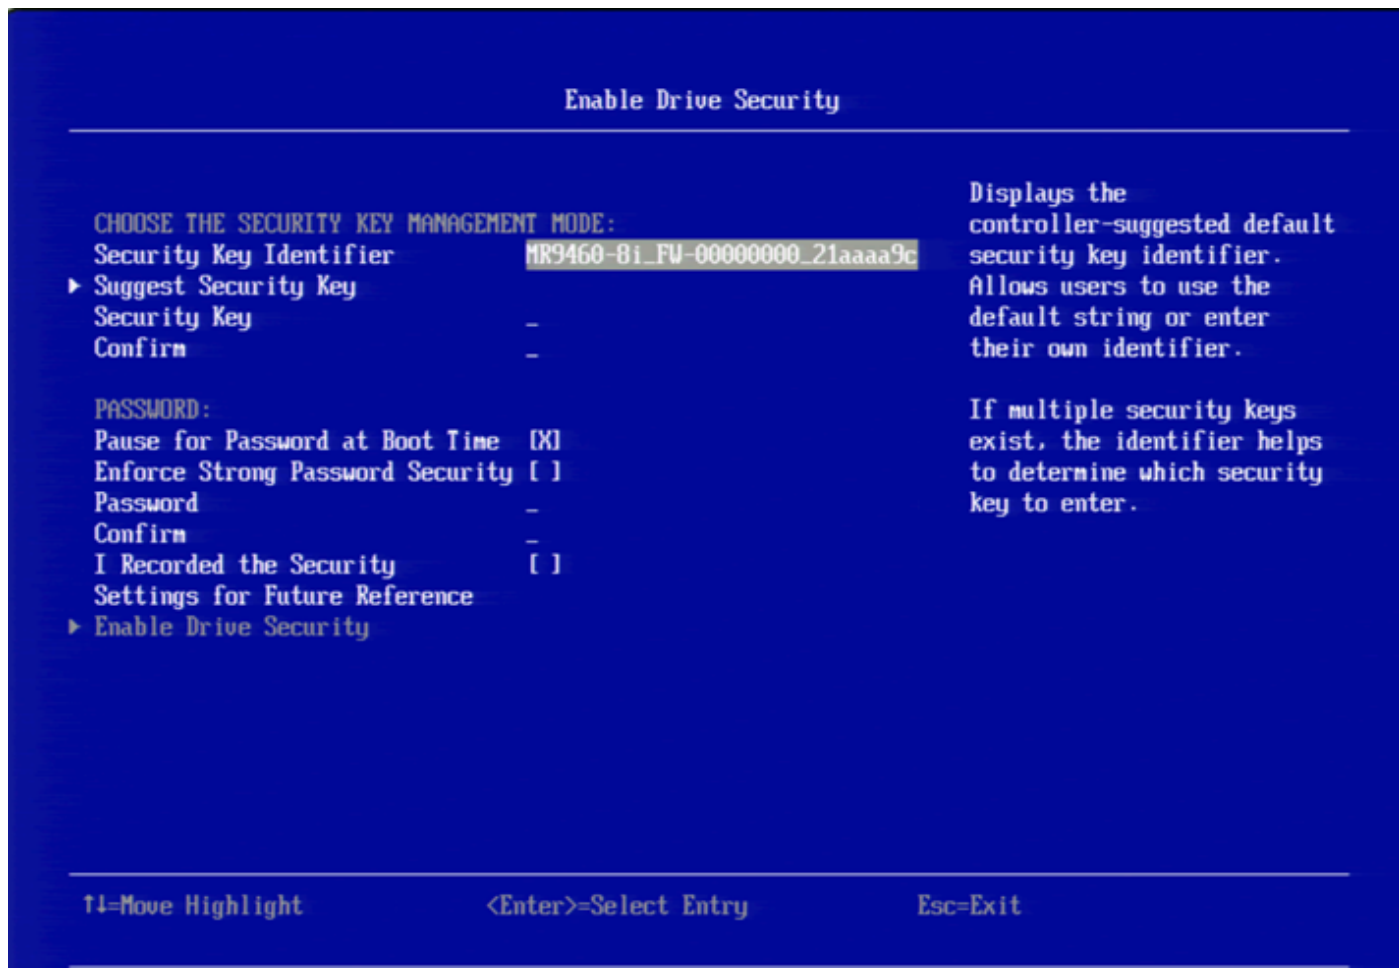 Enable Drive Security
CHOOSE THE SECURITY KEY MANAGEMENT MODE:
Security Key Identifier MR9460-8i_FW-00000000_21aaaa9c
▶ Suggest Security Key
Security Key _
Confirm _
PASSWORD:
Pause for Password at Boot Time [X]
Enforce Strong Password Security [ ]
Password _
Confirm _
I Recorded the Security [ ]
Settings for Future Reference
▶ Enable Drive Security
Displays the
controller-suggested default
security key identifier.
Allows users to use the
default string or enter
their own identifier.
If multiple security keys
exist, the identifier helps
to determine which security
key to enter.
↑↓=Move Highlight <Enter>=Select Entry Esc=Exit